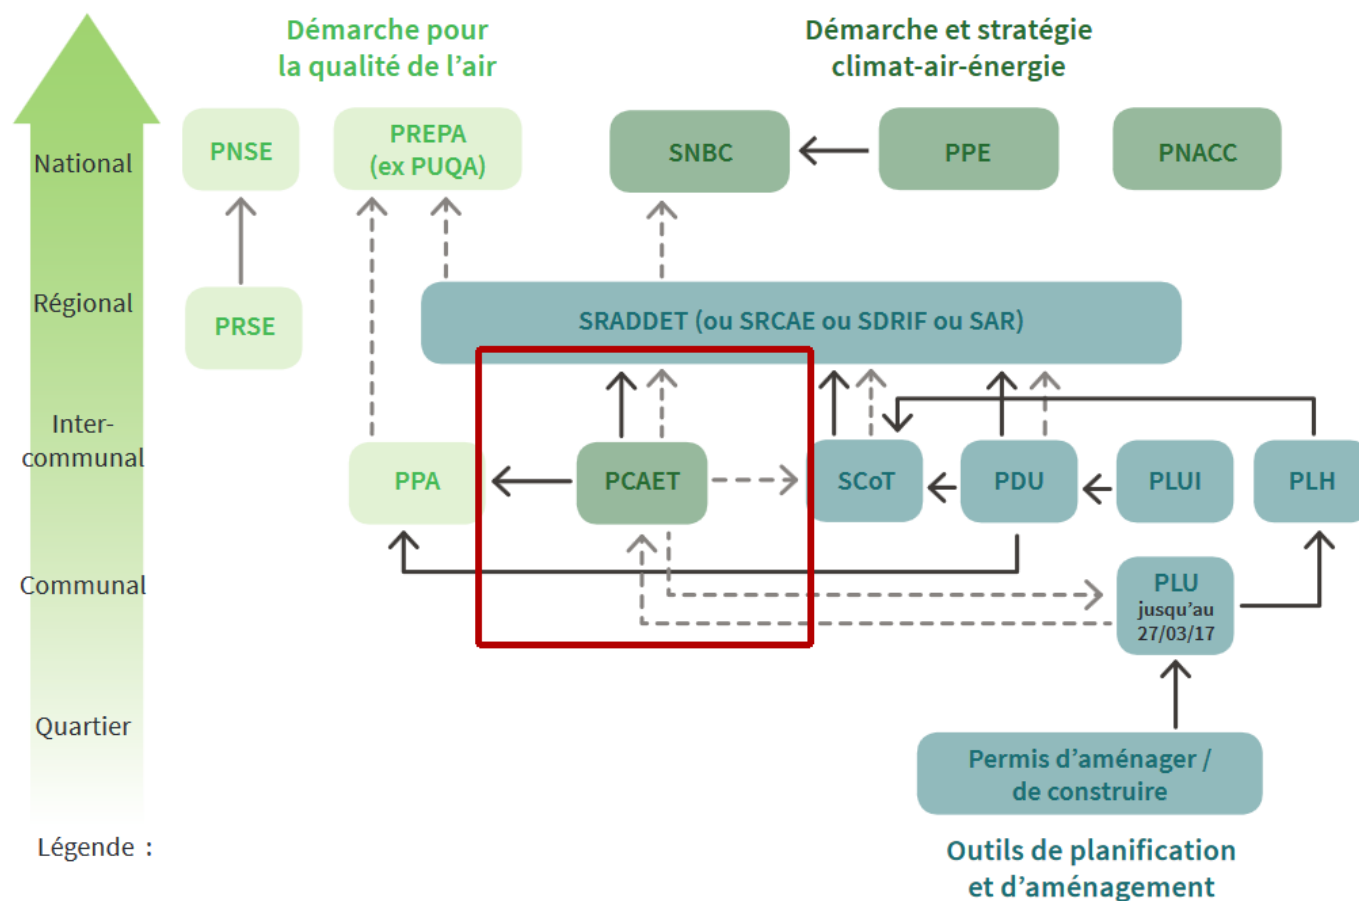 Démarche pour
la qualité de l’air
Démarche et stratégie
climat-air-énergie
National
PNSE
PREPA
(ex PUQA)
SNBC
PPE
PNACC
Régional
PRSE
SRADDET (ou SRCAE ou SDRIF ou SAR)
Inter-
communal
PPA
PCAET
SCoT
PDU
PLUI
PLH
Communal
PLU
jusqu’au
27/03/17
Quartier
Permis d’aménager /
de construire
Légende :
Outils de planification
et d’aménagement